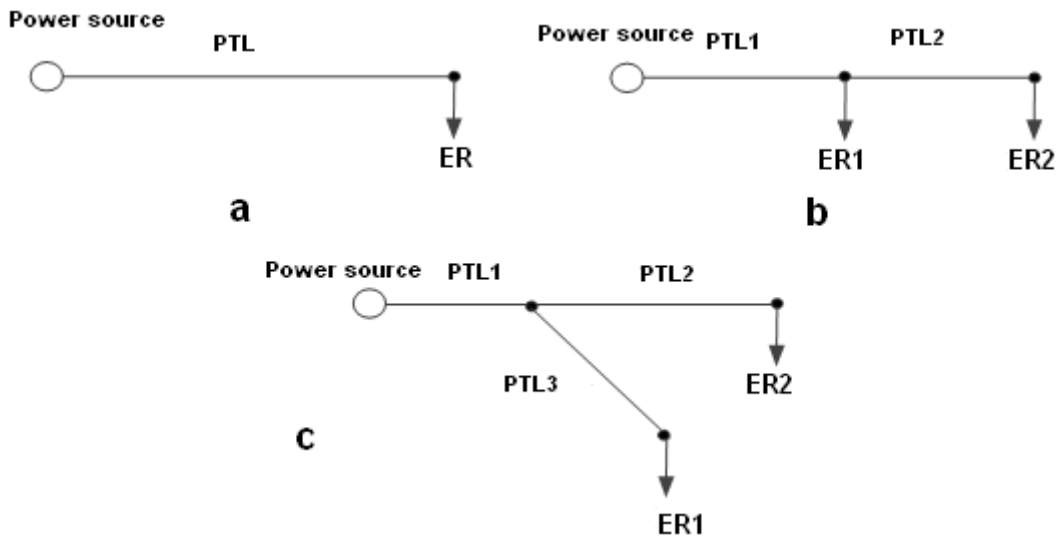 Power source
PTL
ER
a
Power source
PTL1
PTL2
ER1
ER2
b
Power source
PTL1
PTL2
PTL3
ER2
ER1
c